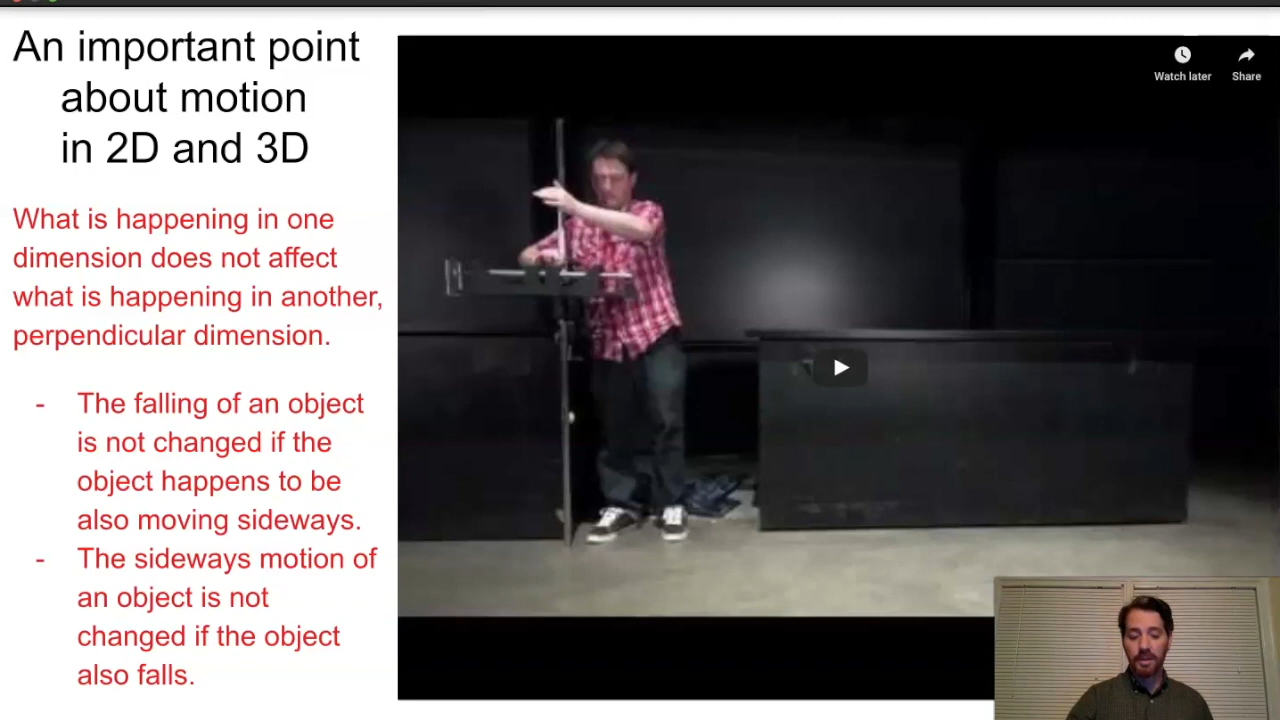 An important point
about motion
in 2D and 3D
What is happening in one
dimension does not affect
what is happening in another,
perpendicular dimension.
- The falling of an object
is not changed if the
object happens to be
also moving sideways.
- The sideways motion of
an object is not
changed if the object
also falls.
Watch later
Share